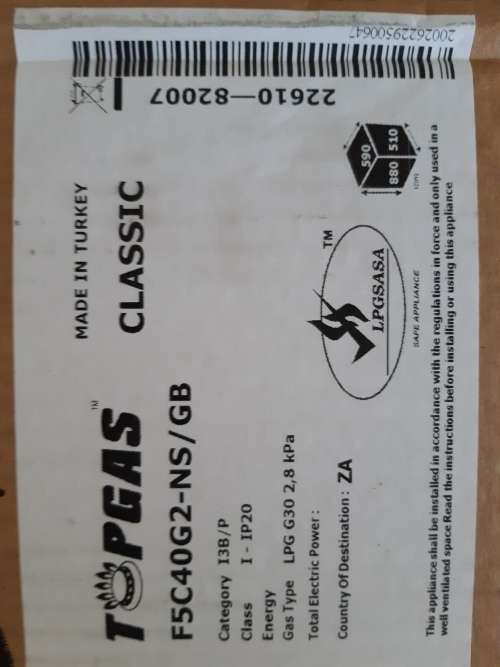 TOPGAS™
MADE IN TURKEY
F5C40G2-NS/GB
CLASSIC
22610—82007
20026229500647
Category I3B/P
Class I - IP20
Energy
Gas Type LPG G30 2,8 kPa
Total Electric Power :
Country Of Destination : ZA
TM
LPGSASA
SAFE APPLIANCE
590
880
510
This appliance shall be installed in accordance with the regulations in force and only used in a
well ventilated space Read the instructions before installing or using this appliance